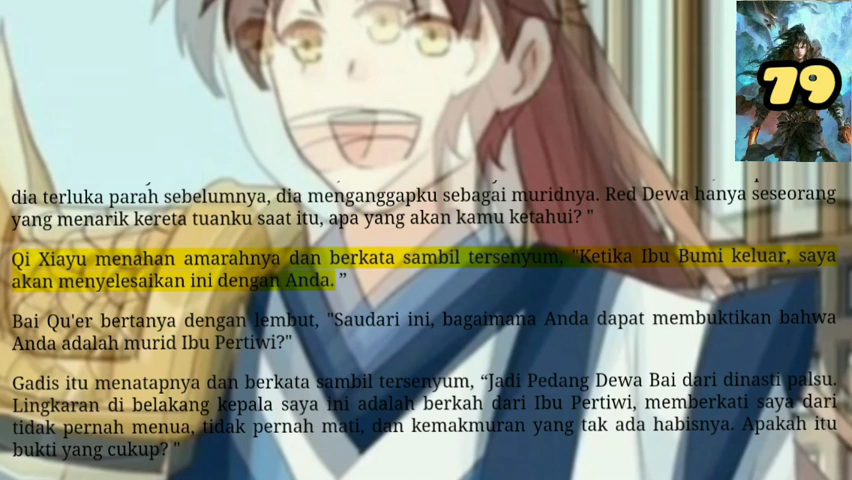 79
dia terluka parah sebelumnya, dia menganggapku sebagai muridnya. Red Dewa hanya seseorang
yang menarik kereta tuanku saat itu, apa yang akan kamu ketahui? "
Qi Xiayu menahan amarahnya dan berkata sambil tersenyum, "Ketika Ibu Bumi keluar, saya
akan menyelesaikan ini dengan Anda. ”
Bai Qu'er bertanya dengan lembut, "Saudari ini, bagaimana Anda dapat membuktikan bahwa
Anda adalah murid Ibu Pertiwi?"
Gadis itu menatapnya dan berkata sambil tersenyum, “Jadi Pedang Dewa Bai dari dinasti palsu.
Lingkaran di belakang kepala saya ini adalah berkah dari Ibu Pertiwi, memberkati saya dari
tidak pernah menua, tidak pernah mati, dan kemakmuran yang tak ada habisnya. Apakah itu
bukti yang cukup? "